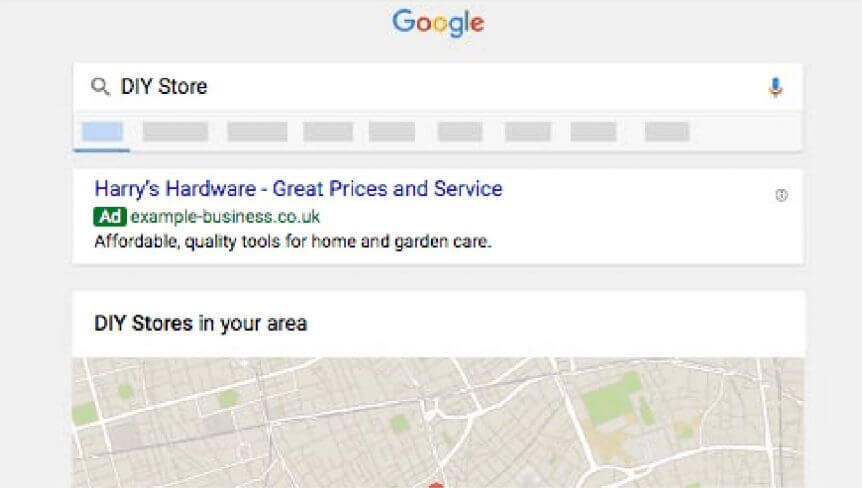 Google
DIY Store
Harry's Hardware - Great Prices and Service
Ad example-business.co.uk
Affordable, quality tools for home and garden care.
DIY Stores in your area